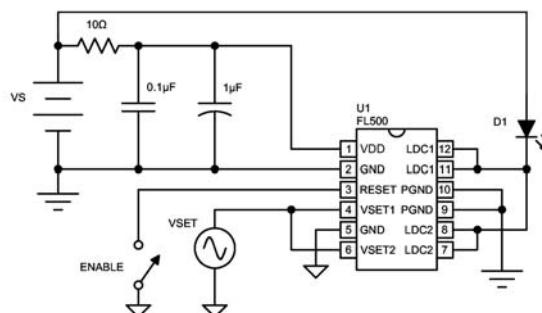 10Ω
VS
0.1µF
1µF
U1
FL500
D1
1 VDD LDC1 12
2 GND LDC1 11
3 RESET PGND 10
4 VSET1 PGND 9
5 GND LDC2 8
6 VSET2 LDC2 7
VSET
ENABLE